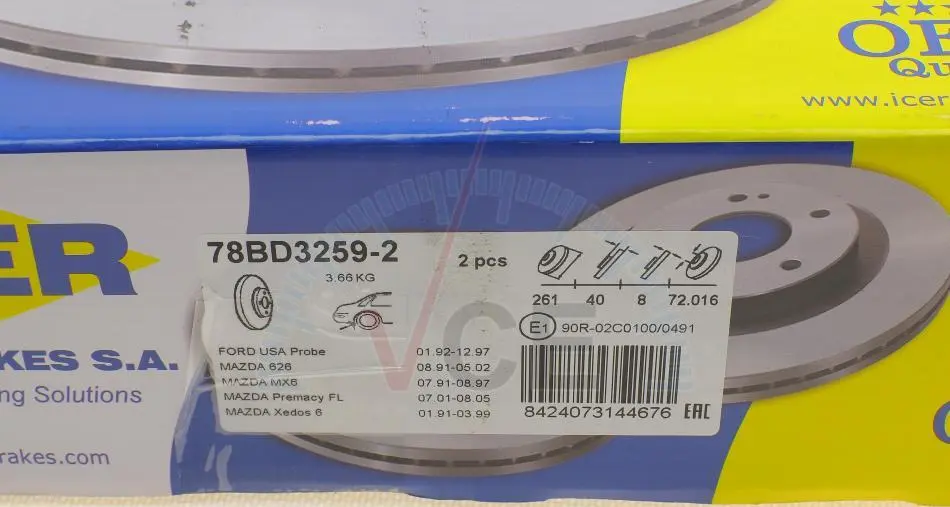 Qu
www.icer
ER
KES S.A.
ng Solutions
rakes.com
78BD3259-2
2 pcs
3.66 KG
261 40 8 72.016
E1 90R-02C0100/0491
FORD USA Probe 01.92-12.97
MAZDA 626 08.91-05.02
MAZDA MX6 07.91-08.97
MAZDA Premacy FL 07.01-08.05
MAZDA Xedos 6 01.91-03.99
8424073144676 EAC
VCE